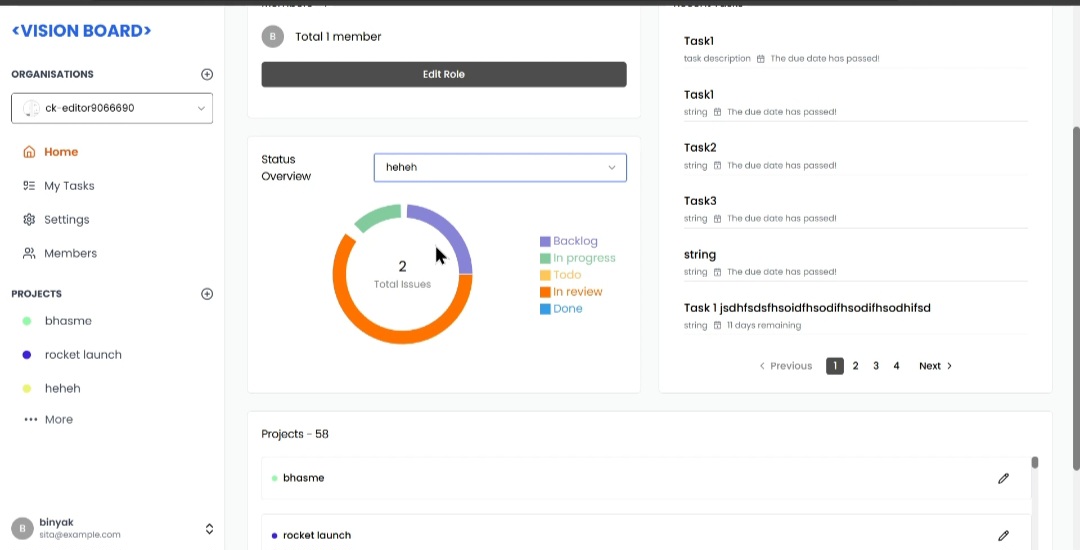 <VISION BOARD>
ORGANISATIONS
ck-editor9066690
Home
My Tasks
Settings
Members
PROJECTS
bhasme
rocket launch
heheh
More
B
binyak
sita@example.com
B
Total 1 member
Edit Role
Status
Overview
heheh
2
Total Issues
Backlog
In progress
Todo
In review
Done
Task1
task description The due date has passed!
Task1
string The due date has passed!
Task2
string The due date has passed!
Task3
string The due date has passed!
string
string The due date has passed!
Task 1 jsdhfsdsfhsoidfhsodifhsodifhsodhifsd
string 11 days remaining
Previous 1 2 3 4 Next
Projects - 58
bhasme
rocket launch